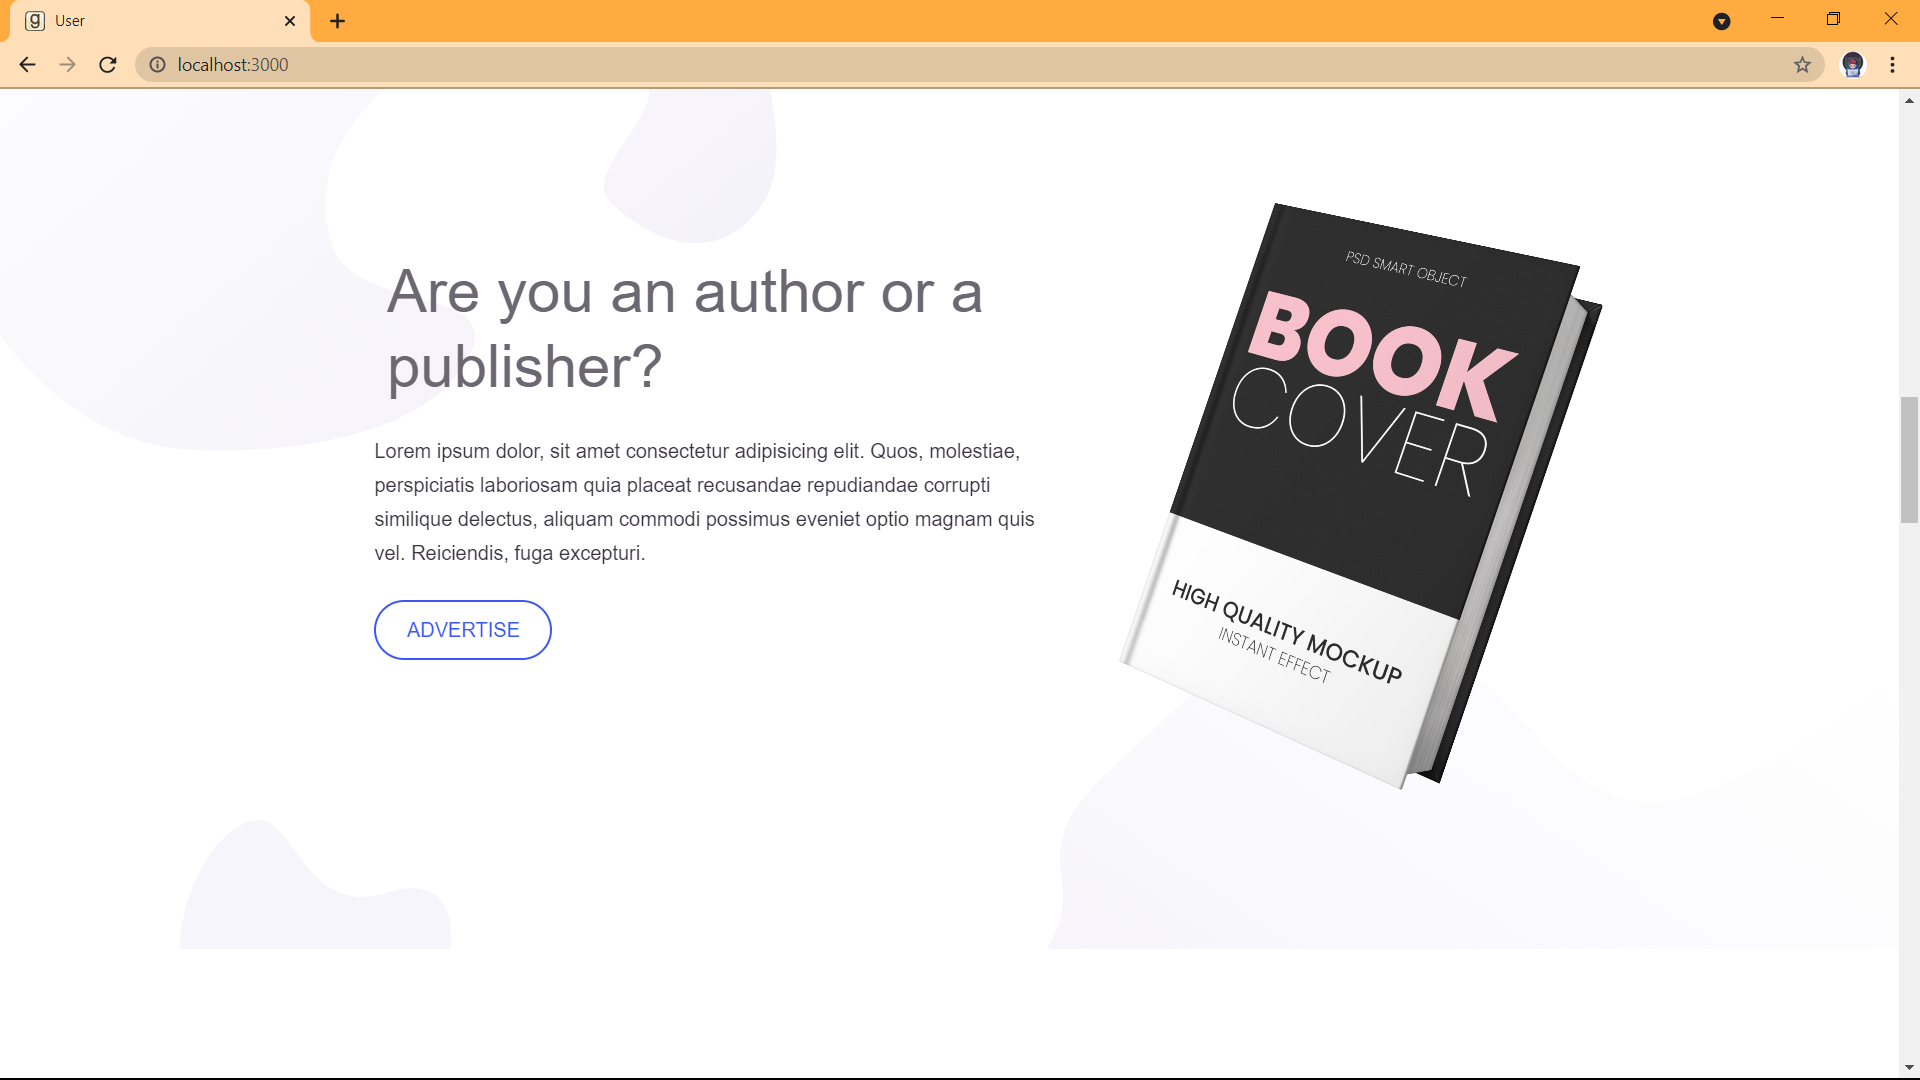 User
localhost:3000
Are you an author or a
publisher?
Lorem ipsum dolor, sit amet consectetur adipisicing elit. Quos, molestiae,
perspiciatis laboriosam quia placeat recusandae repudiandae corrupti
similique delectus, aliquam commodi possimus eveniet optio magnam quis
vel. Reiciendis, fuga excepturi.
ADVERTISE
PSD SMART OBJECT
BOOK
COVER
HIGH QUALITY MOCKUP
INSTANT EFFECT